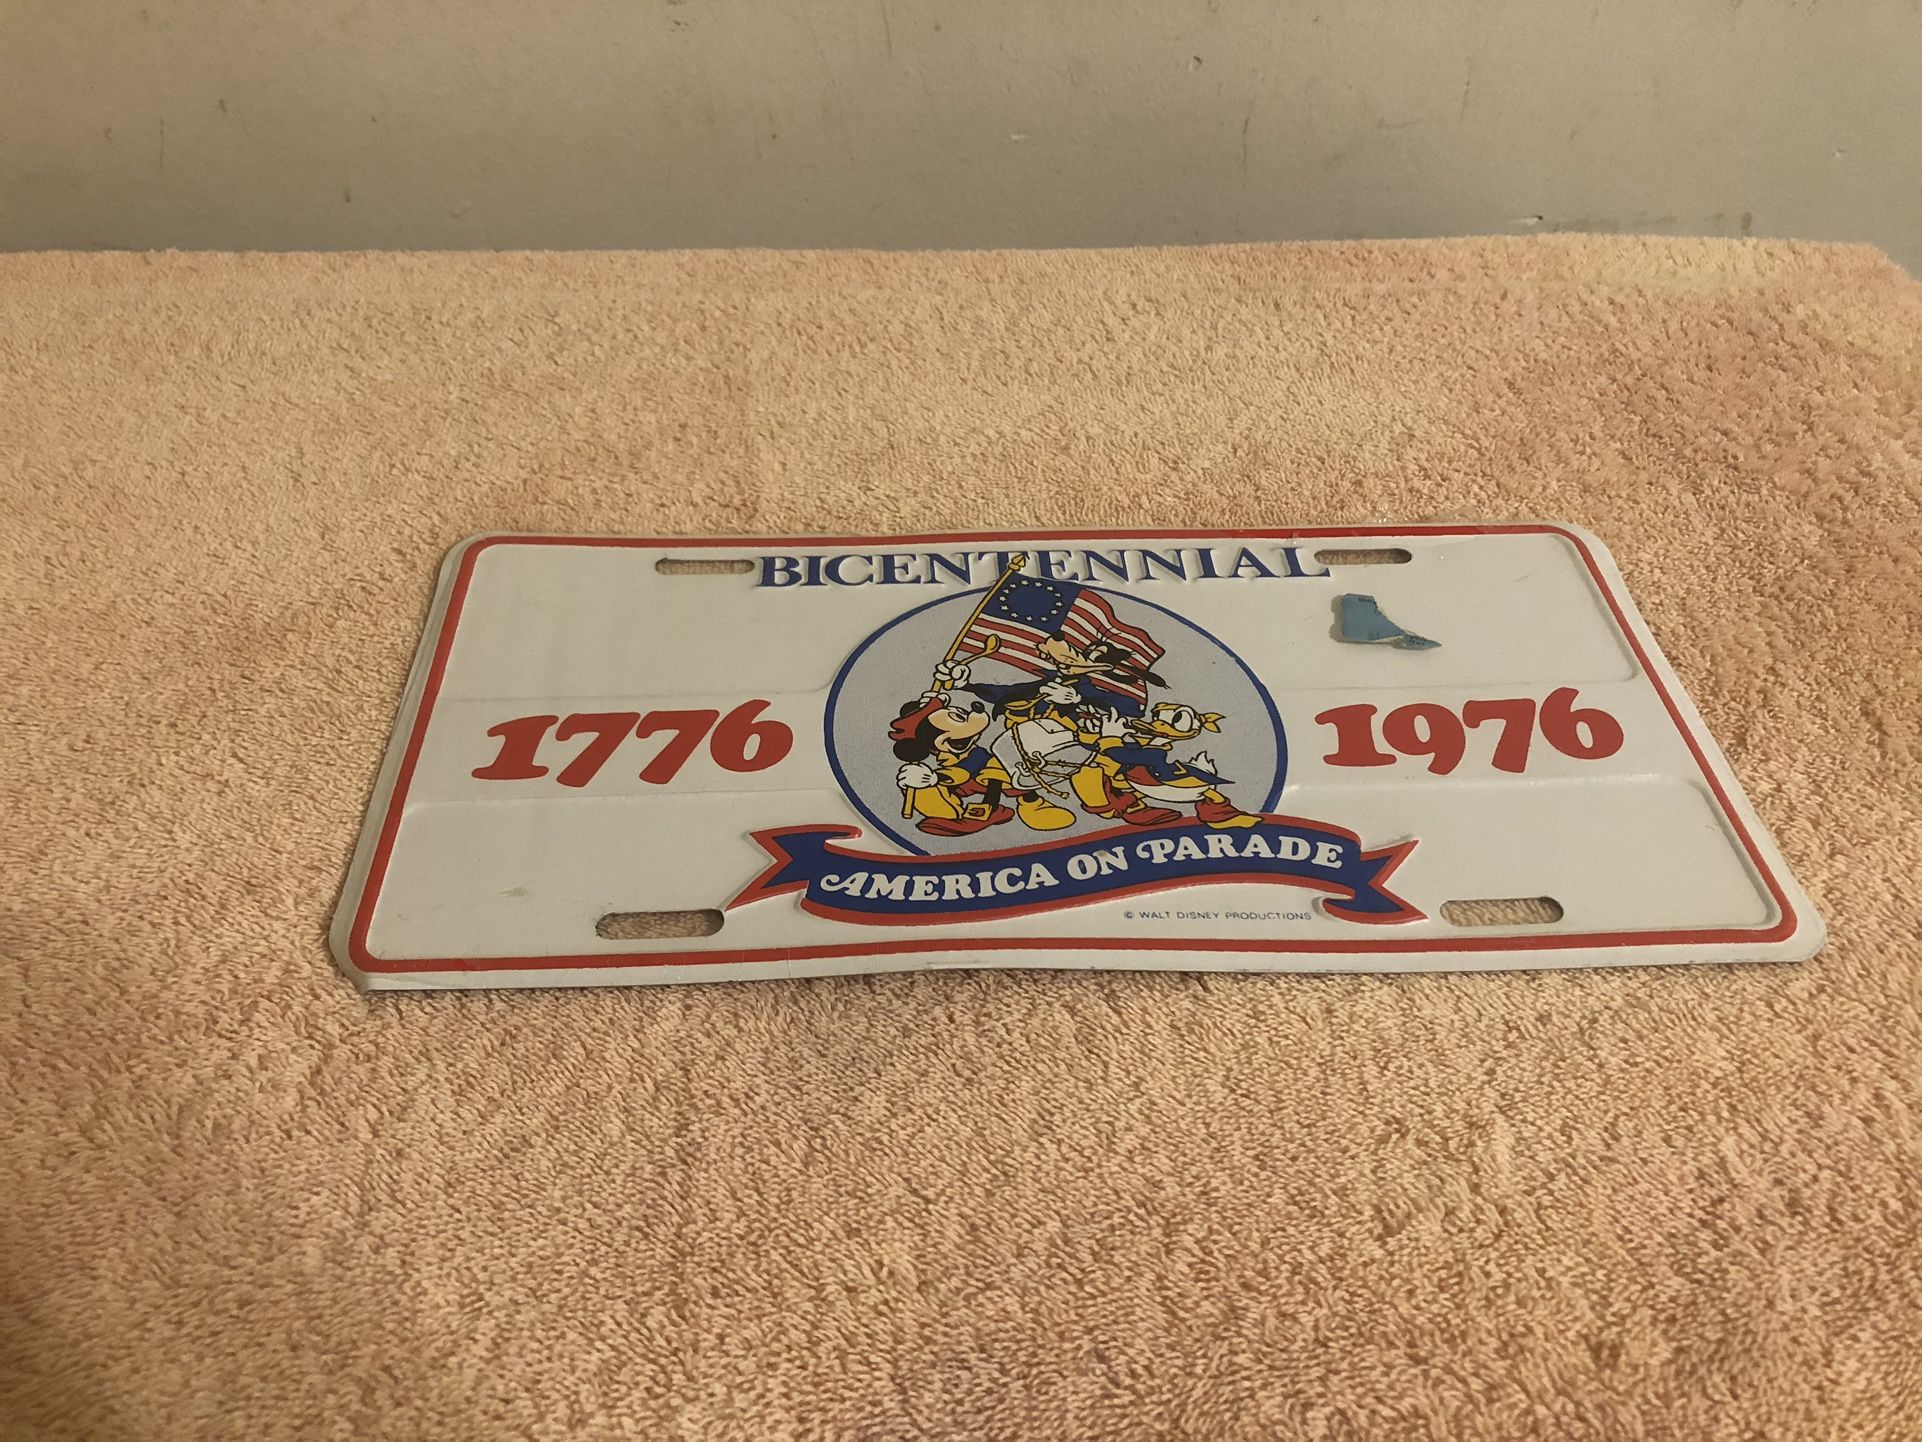 BICENTENNIAL
1776
1976
AMERICA ON PARADE
© WALT DISNEY PRODUCTIONS